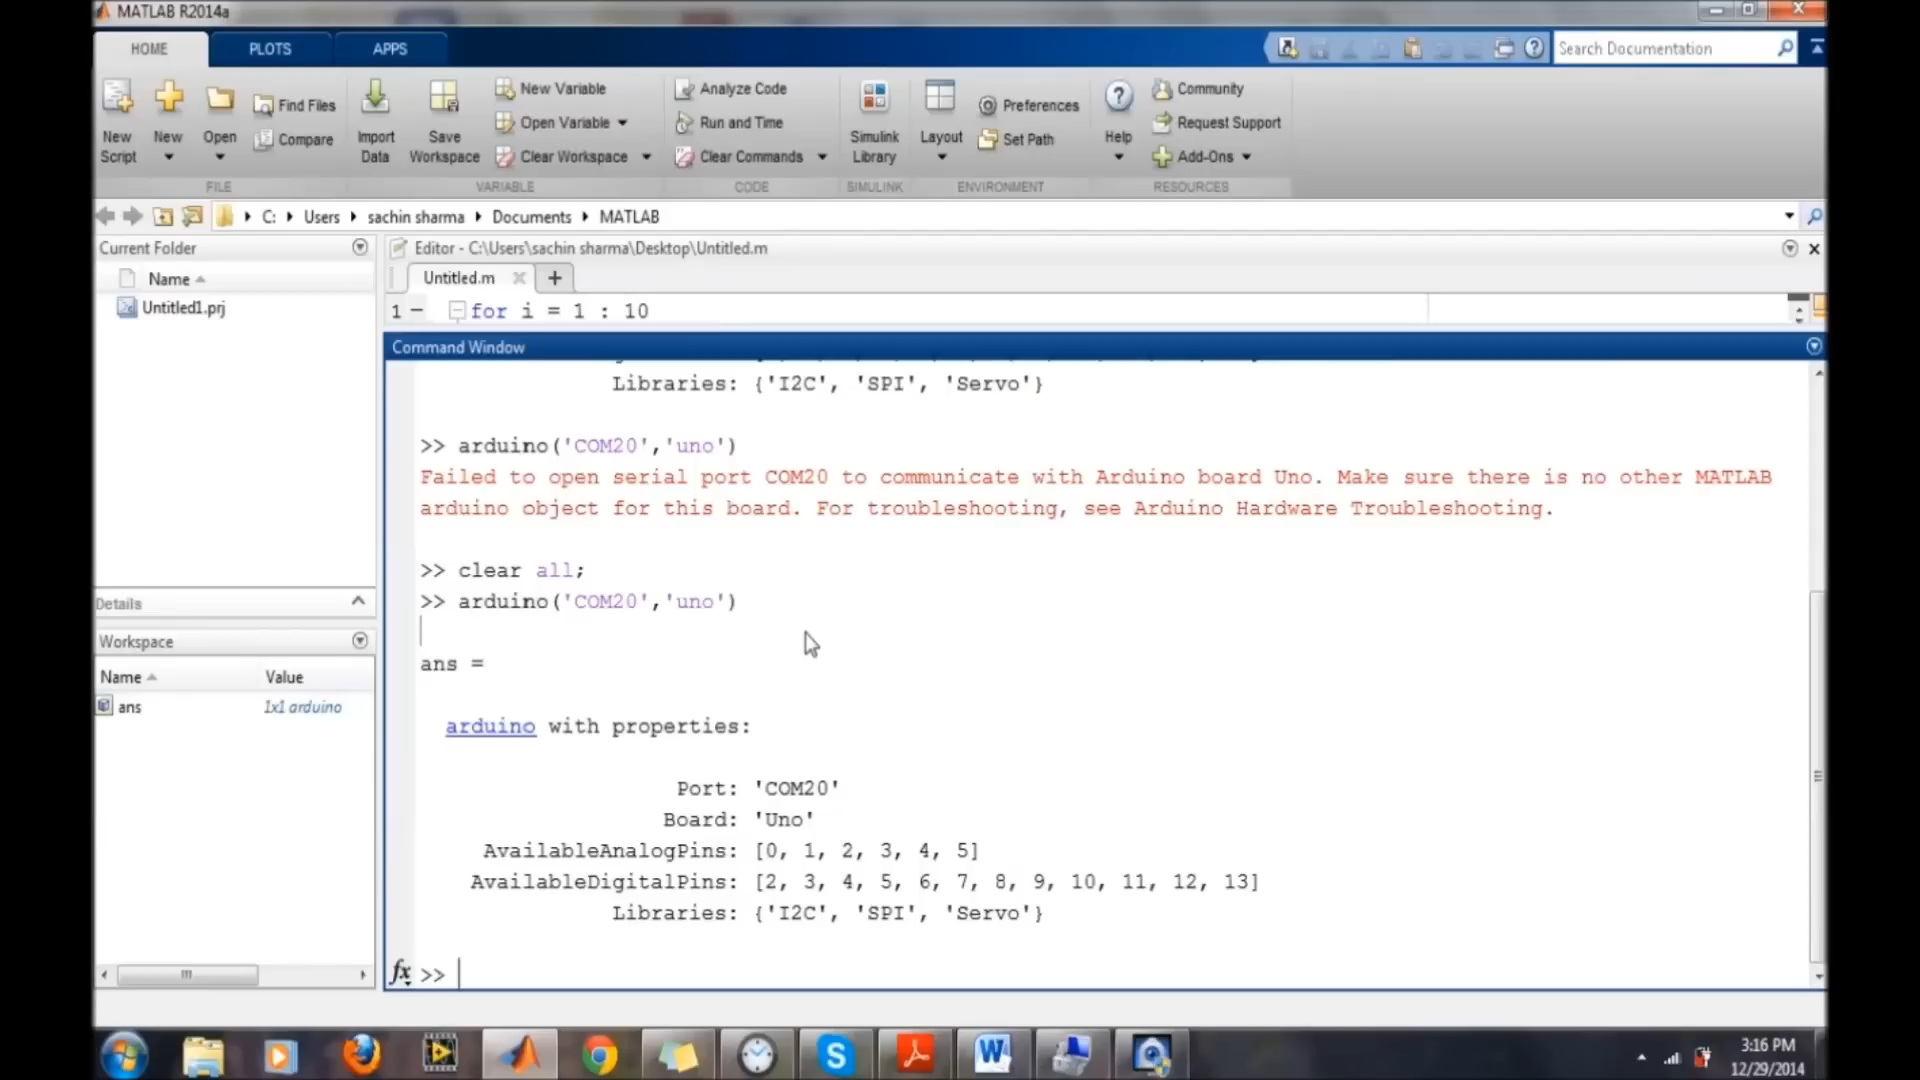 MATLAB R2014a
HOME
PLOTS
APPS
Search Documentation
New Script
New
Open
Find Files
Compare
Import Data
Save Workspace
New Variable
Open Variable
Clear Workspace
Analyze Code
Run and Time
Clear Commands
Simulink Library
Layout
Preferences
Set Path
Help
Community
Request Support
Add-Ons
FILE
VARIABLE
CODE
SIMULINK
ENVIRONMENT
RESOURCES
C: Users sachin sharma Documents MATLAB
Current Folder
Name
Untitled1.prj
Details
Workspace
Name Value
ans 1x1 arduino
Editor - C:\Users\sachin sharma\Desktop\Untitled.m
Untitled.m
1 - for i = 1 : 10
Command Window
Libraries: {'I2C', 'SPI', 'Servo'}
>> arduino('COM20','uno')
Failed to open serial port COM20 to communicate with Arduino board Uno. Make sure there is no other MATLAB
arduino object for this board. For troubleshooting, see Arduino Hardware Troubleshooting.
>> clear all;
>> arduino('COM20','uno')
ans =
arduino with properties:
Port: 'COM20'
Board: 'Uno'
AvailableAnalogPins: [0, 1, 2, 3, 4, 5]
AvailableDigitalPins: [2, 3, 4, 5, 6, 7, 8, 9, 10, 11, 12, 13]
Libraries: {'I2C', 'SPI', 'Servo'}
fx >>
3:16 PM
12/29/2014